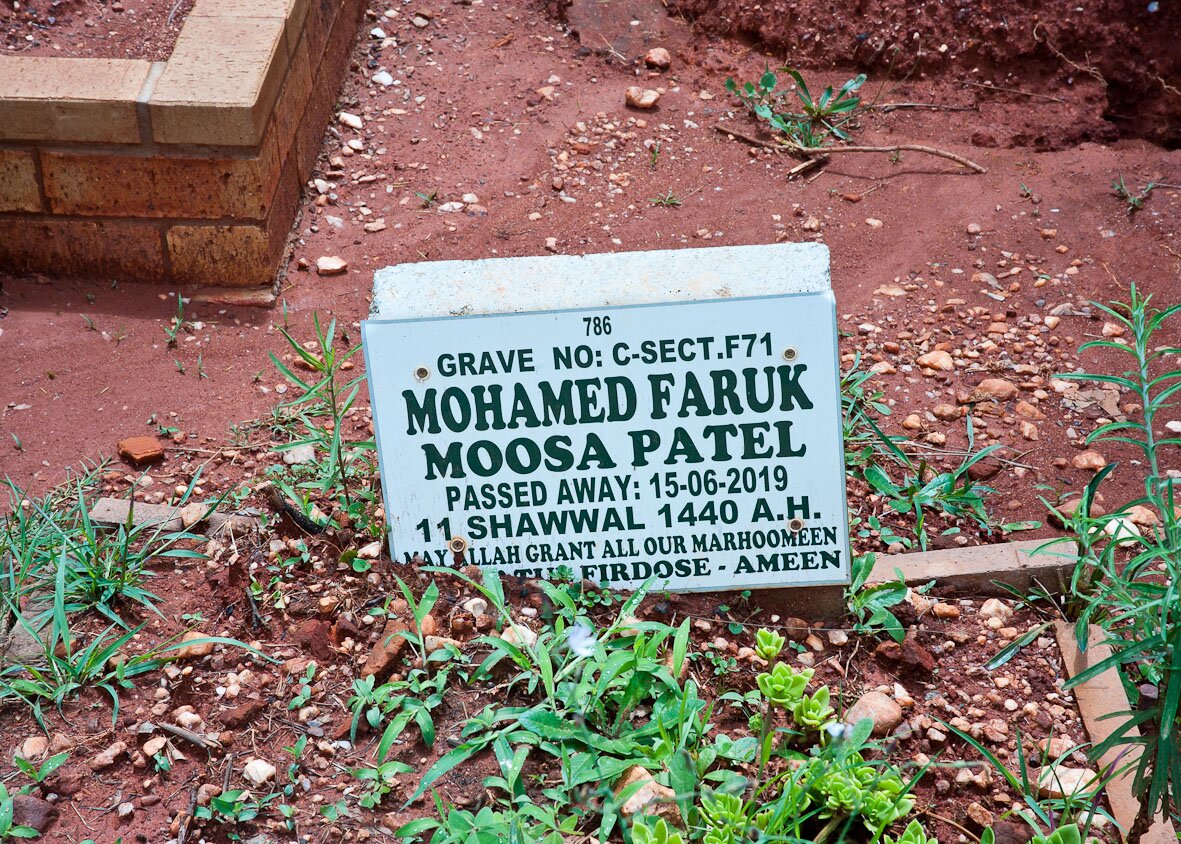 786
GRAVE NO: C-SECT.F71
MOHAMED FARUK
MOOSA PATEL
PASSED AWAY: 15-06-2019
11 SHAWWAL 1440 A.H.
MAY ALLAH GRANT ALL OUR MARHOOMEEN
FIRDOSE - AMEEN